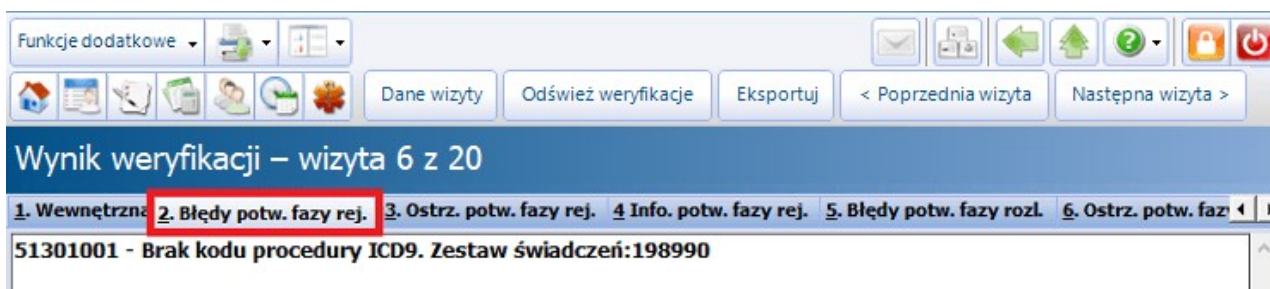 Funkcje dodatkowe
Dane wizyty Odśwież weryfikacje Eksportuj < Poprzednia wizyta Następna wizyta >
Wynik weryfikacji – wizyta 6 z 20
1. Wewnętrzna 2. Błędy potw. fazy rej. 3. Ostrz. potw. fazy rej. 4 Info. potw. fazy rej. 5. Błędy potw. fazy rozl. 6. Ostrz. potw. faz
51301001 - Brak kodu procedury ICD9. Zestaw świadczeń:198990